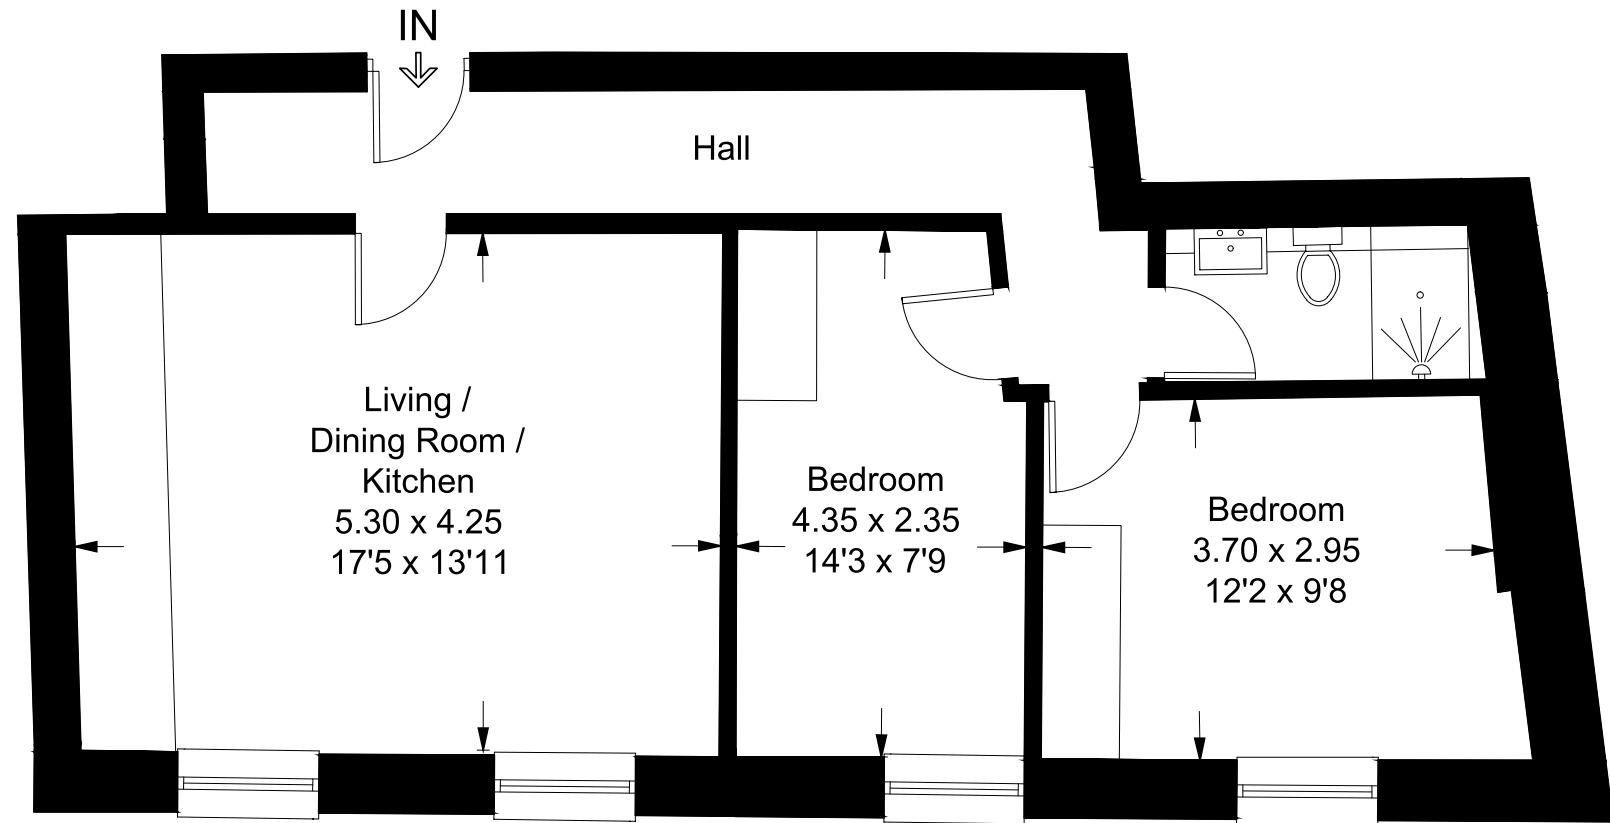 IN
Hall
Living /
Dining Room /
Kitchen
5.30 x 4.25
17'5 x 13'11
Bedroom
4.35 x 2.35
14'3 x 7'9
Bedroom
3.70 x 2.95
12'2 x 9'8